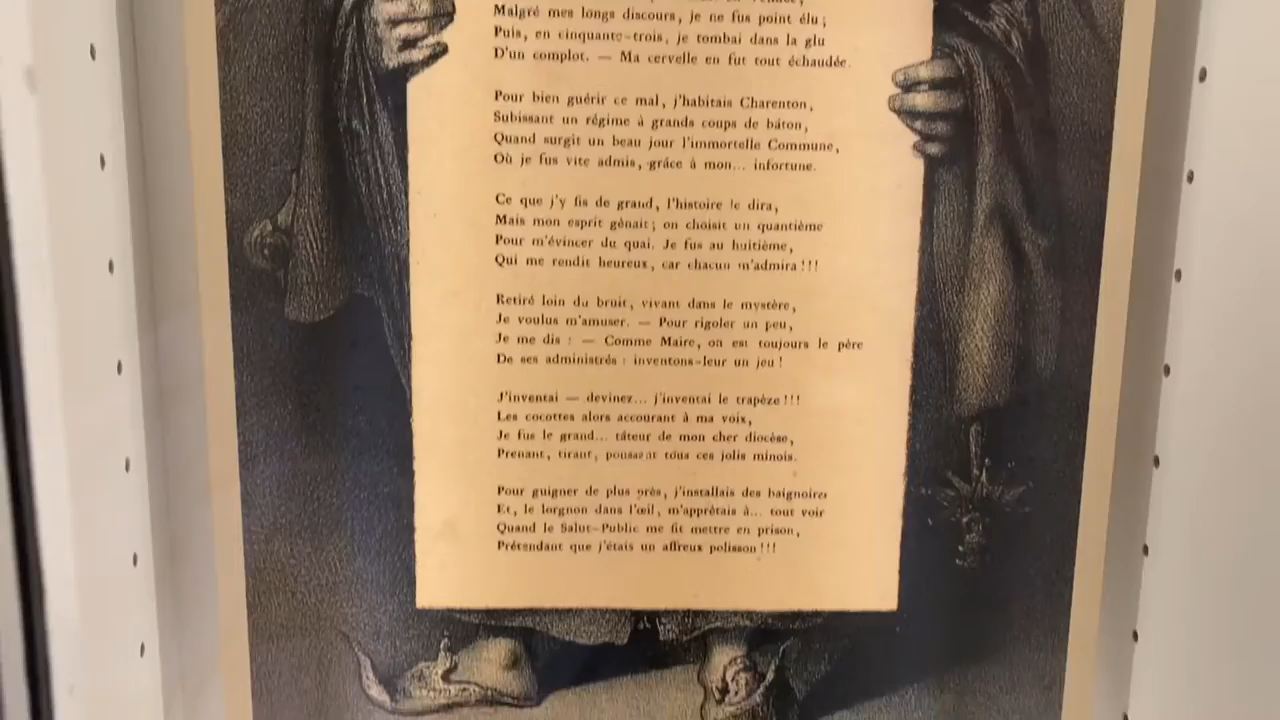 Malgré mes longs discours, je ne fus point élu ;
Puis, en cinquante-trois, je tombai dans la glu
D'un complot. — Ma cervelle en fut tout échaudée.
Pour bien guérir ce mal, j'habitais Charenton,
Subissant un régime à grands coups de bâton,
Quand surgit un beau jour l'immortelle Commune,
Où je fus vite admis, grâce à mon... infortune.
Ce que j'y fis de grand, l'histoire le dira,
Mais mon esprit gênait ; on choisit un quantième
Pour m'évincer du quai. Je fus au huitième,
Qui me rendit heureux, car chacun m'admira !!!
Retiré loin du bruit, vivant dans le mystère,
Je voulus m'amuser. — Pour rigoler un peu,
Je me dis : — Comme Maire, on est toujours le père
De ses administrés : inventons-leur un jeu !
J'inventai — devinez... j'inventai le trapèze !!!
Les cocottes alors accourant à ma voix,
Je fus le grand... tâteur de mon cher diocèse,
Prenant, tirant, poussant tous ces jolis minois.
Pour guigner de plus près, j'installais des baignoires
Et, le lorgnon dans l'œil, m'apprêtais à... tout voir
Quand le Salut-Public me fit mettre en prison,
Prétendant que j'étais un affreux polisson !!!